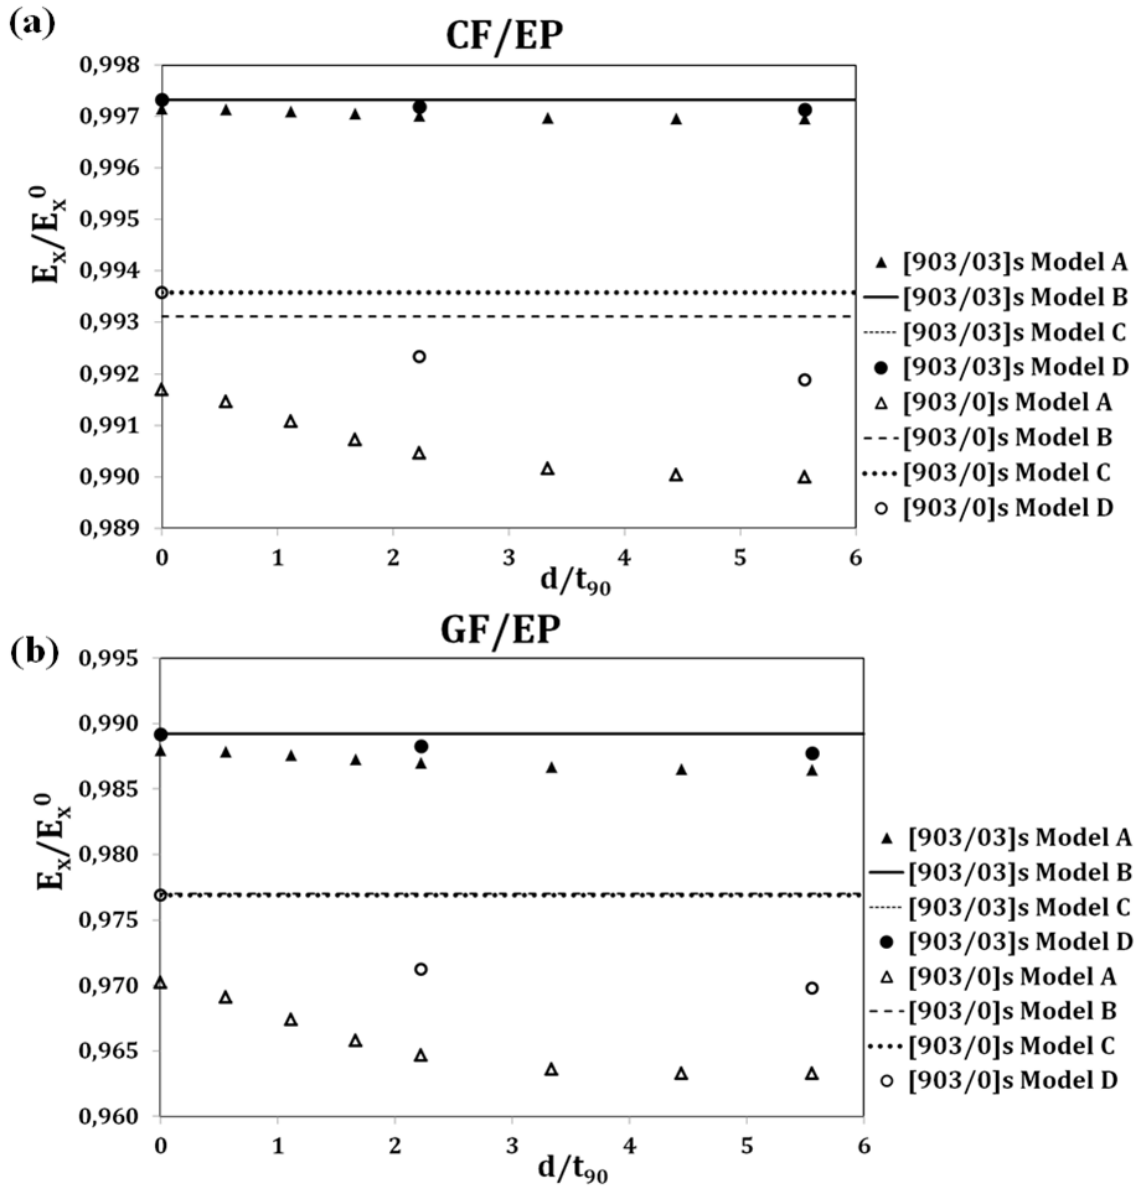 (a)
CF/EP
0,998
0,997
0,996
0,995
0,994
0,993
0,992
0,991
0,990
0,989
Eₓ/Eₓ⁰
0 1 2 3 4 5 6
d/t₉₀
[903/03]s Model A
[903/03]s Model B
[903/03]s Model C
[903/03]s Model D
[903/0]s Model A
[903/0]s Model B
[903/0]s Model C
[903/0]s Model D
(b)
GF/EP
0,995
0,990
0,985
0,980
0,975
0,970
0,965
0,960
Eₓ/Eₓ⁰
0 1 2 3 4 5 6
d/t₉₀
[903/03]s Model A
[903/03]s Model B
[903/03]s Model C
[903/03]s Model D
[903/0]s Model A
[903/0]s Model B
[903/0]s Model C
[903/0]s Model D